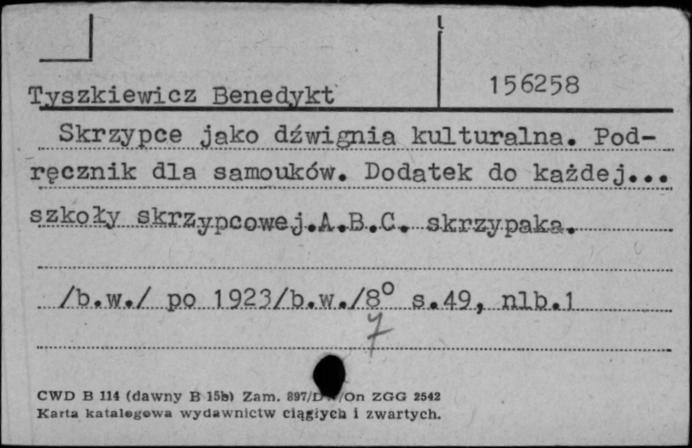 156258
Tyszkiewicz Benedykt
Skrzypce jako dźwignia kulturalna. Pod-
ręcznik dla samouków. Dodatek do każdej...
szkoły skrzypcowej.A.B.C. skrzypaka.
/b.w./ po 1923/b.w./8° s.49, nlb.1
7
CWD B 114 (dawny B 15b) Zam. 897/ /On ZGG 2542
Karta katalogowa wydawnictw ciągłych i zwartych.